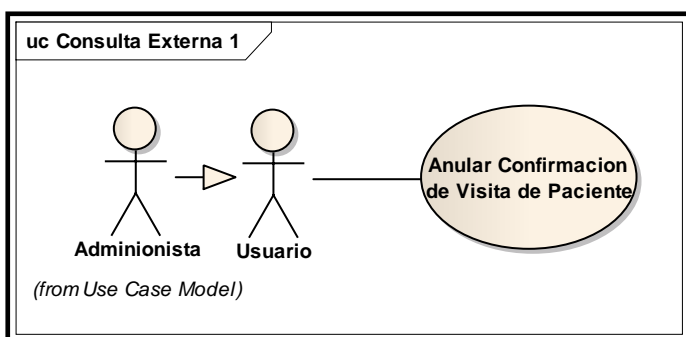 uc Consulta Externa 1
Anular Confirmacion
de Visita de Paciente
Adminionista
Usuario
(from Use Case Model)